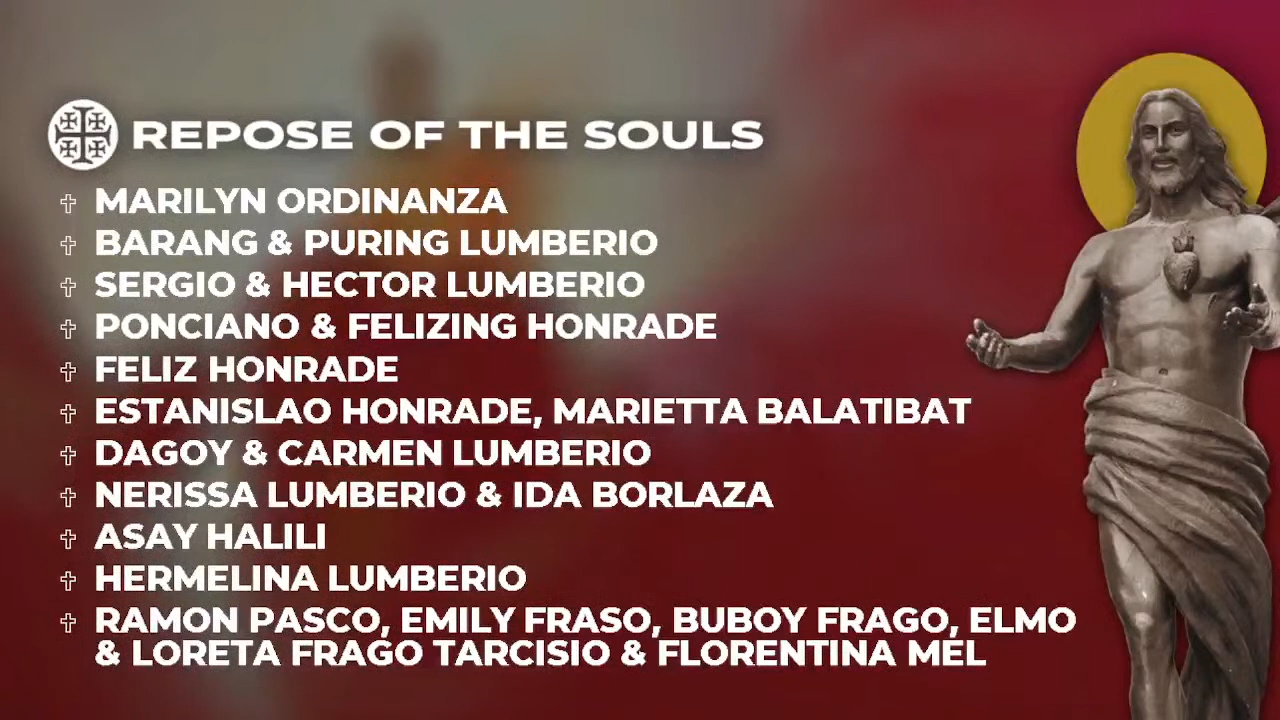 REPOSE OF THE SOULS
MARILYN ORDINANZA
BARANG & PURING LUMBERIO
SERGIO & HECTOR LUMBERIO
PONCIANO & FELIZING HONRADE
FELIZ HONRADE
ESTANISLAO HONRADE, MARIETTA BALATIBAT
DAGOY & CARMEN LUMBERIO
NERISSA LUMBERIO & IDA BORLAZA
ASAY HALILI
HERMELINA LUMBERIO
RAMON PASCO, EMILY FRASO, BUBOY FRAGO, ELMO
& LORETA FRAGO TARCISIO & FLORENTINA MEL